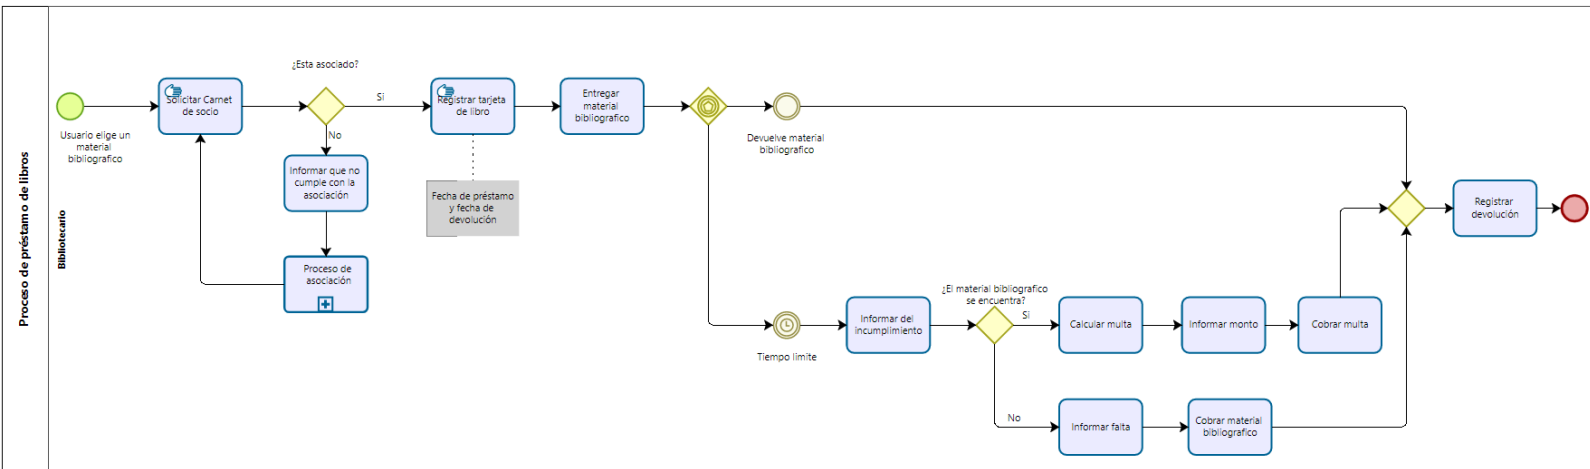 Proceso de préstamo de libros
Bibliotecario
Usuario elige un
material
bibliografico
Solicitar Carnet
de socio
¿Esta asociado?
Si
No
Informar que no
cumple con la
asociación
Proceso de
asociación
Registrar tarjeta
de libro
Fecha de préstamo
y fecha de
devolución
Entregar
material
bibliografico
Devuelve material
bibliografico
Tiempo limite
Informar del
incumplimiento
¿El material bibliografico
se encuentra?
Si
Calcular multa
Informar monto
Cobrar multa
No
Informar falta
Cobrar material
bibliografico
Registrar
devolución